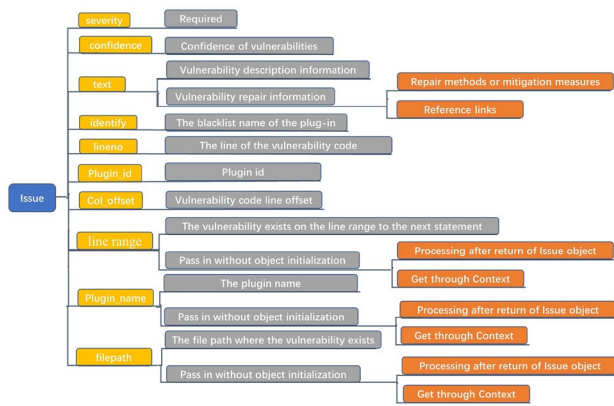 severity
Required
confidence
Confidence of vulnerabilities
text
Vulnerability description information
Vulnerability repair information
Repair methods or mitigation measures
Reference links
identify
The blacklist name of the plug-in
lineno
The line of the vulnerability code
Plugin_id
Plugin id
Issue
Col_offset
Vulnerability code line offset
line range
The vulnerability exists on the line range to the next statement
Pass in without object initialization
Processing after return of Issue object
Get through Context
Plugin_name
The plugin name
Pass in without object initialization
Processing after return of Issue object
Get through Context
filepath
The file path where the vulnerability exists
Pass in without object initialization
Processing after return of Issue object
Get through Context